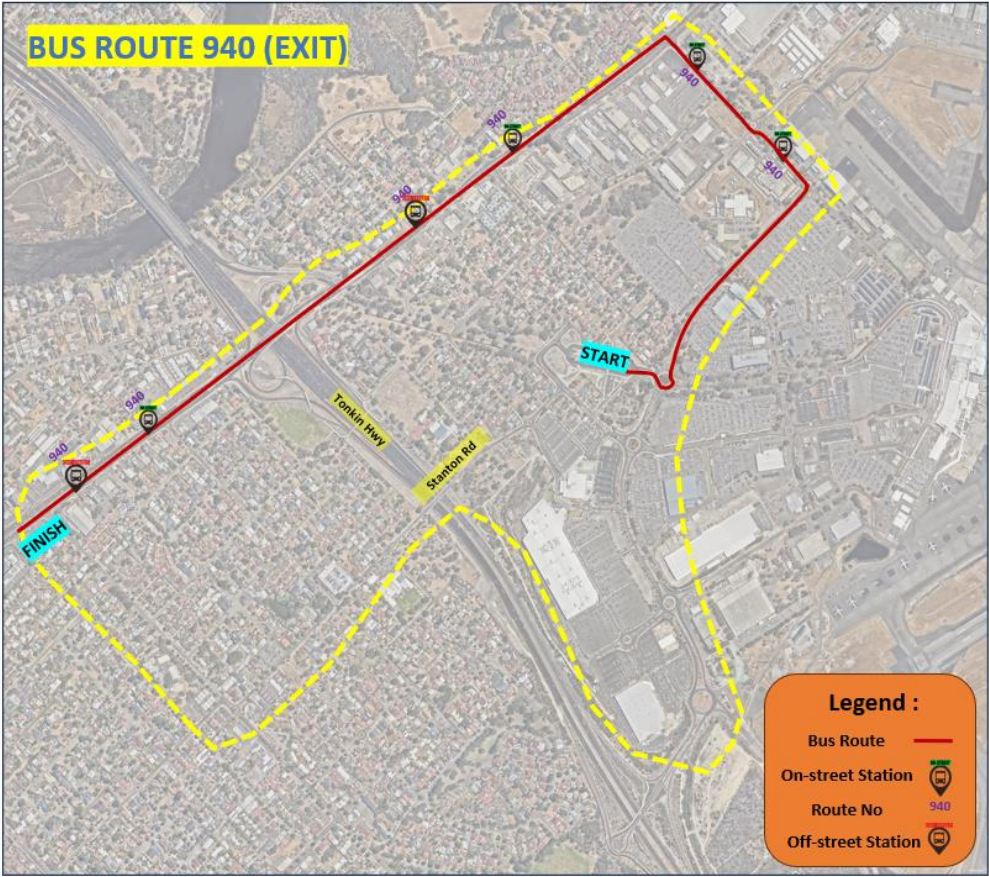 BUS ROUTE 940 (EXIT)
940
940
940
940
START
940
940
Tonkin Hwy
Stanton Rd
FINISH
Legend :
Bus Route
On-street Station
Route No 940
Off-street Station